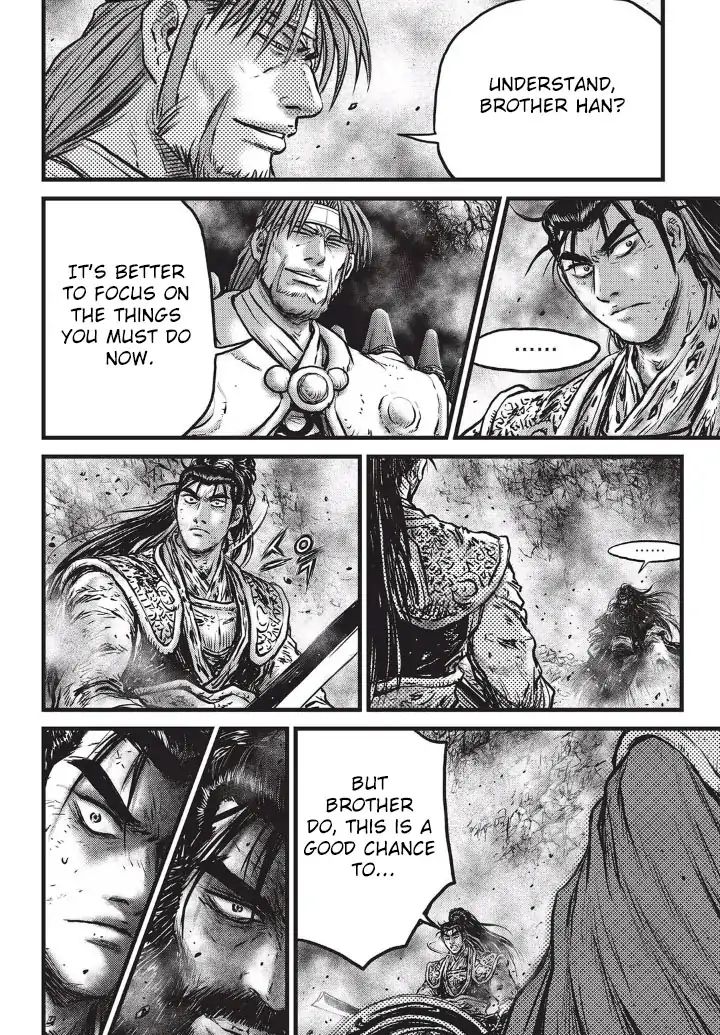 UNDERSTAND,
BROTHER HAN?
IT'S BETTER
TO FOCUS ON
THE THINGS
YOU MUST DO
NOW.
......
......
BUT
BROTHER
DO, THIS IS A
GOOD CHANCE
TO...